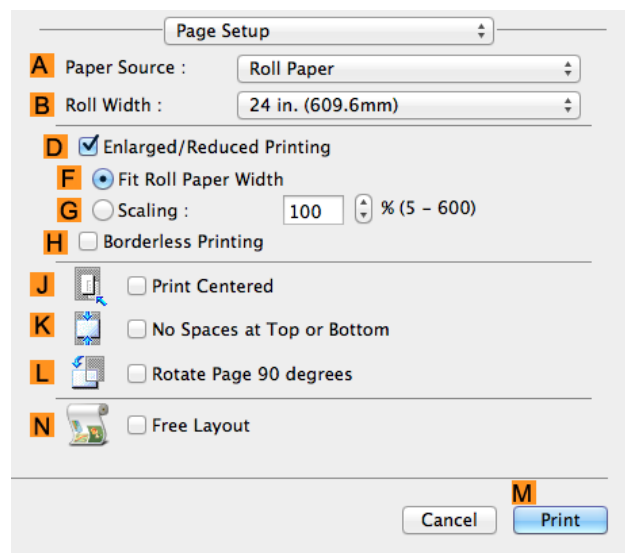 Page Setup
A Paper Source : Roll Paper
B Roll Width : 24 in. (609.6mm)
D Enlarged/Reduced Printing
F Fit Roll Paper Width
G Scaling : 100 % (5 – 600)
H Borderless Printing
J Print Centered
K No Spaces at Top or Bottom
L Rotate Page 90 degrees
N Free Layout
M
Cancel Print